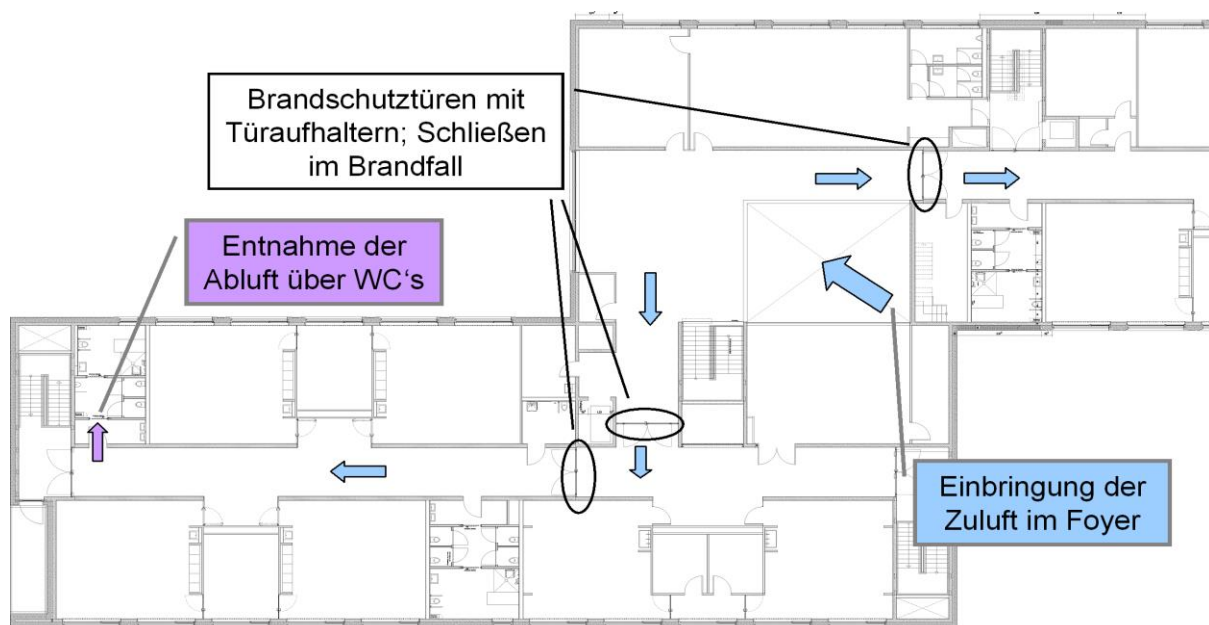 Brandschutztüren mit
Türaufhaltern; Schließen
im Brandfall
Entnahme der
Abluft über WC‘s
Einbringung der
Zuluft im Foyer